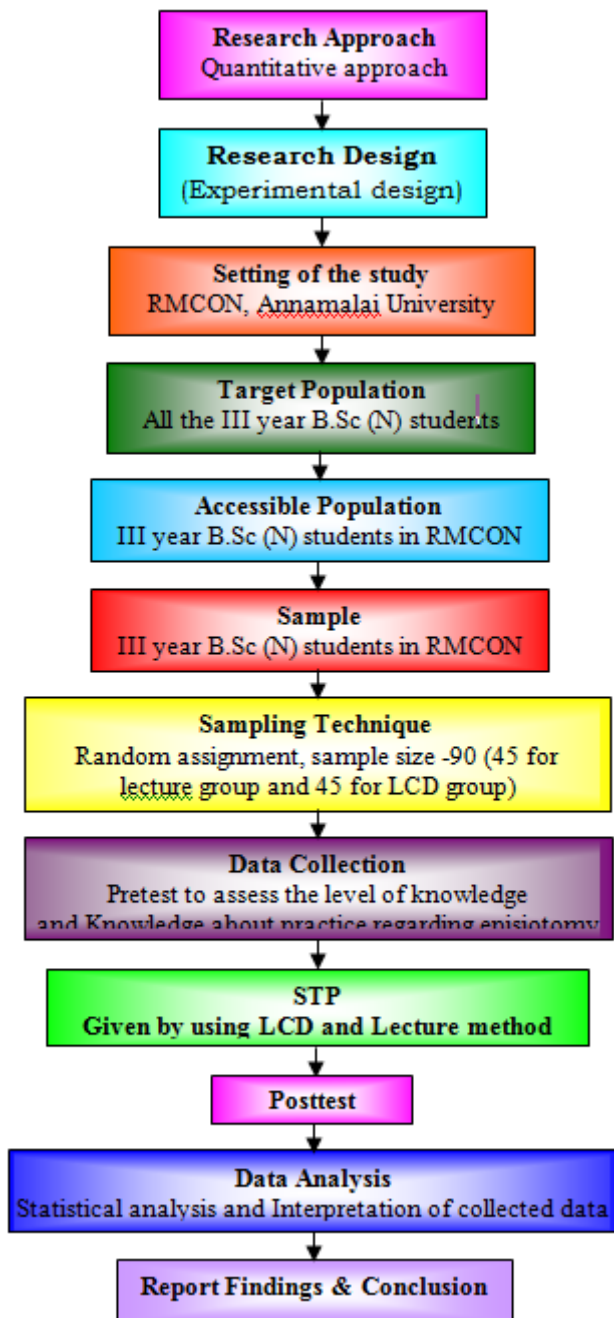 Research Approach
Quantitative approach
Research Design
(Experimental design)
Setting of the study
RMCON, Annamalai University
Target Population
All the III year B.Sc (N) students
Accessible Population
III year B.Sc (N) students in RMCON
Sample
III year B.Sc (N) students in RMCON
Sampling Technique
Random assignment, sample size -90 (45 for
lecture group and 45 for LCD group)
Data Collection
Pretest to assess the level of knowledge
and Knowledge about practice regarding episiotomy
STP
Given by using LCD and Lecture method
Posttest
Data Analysis
Statistical analysis and Interpretation of collected data
Report Findings & Conclusion